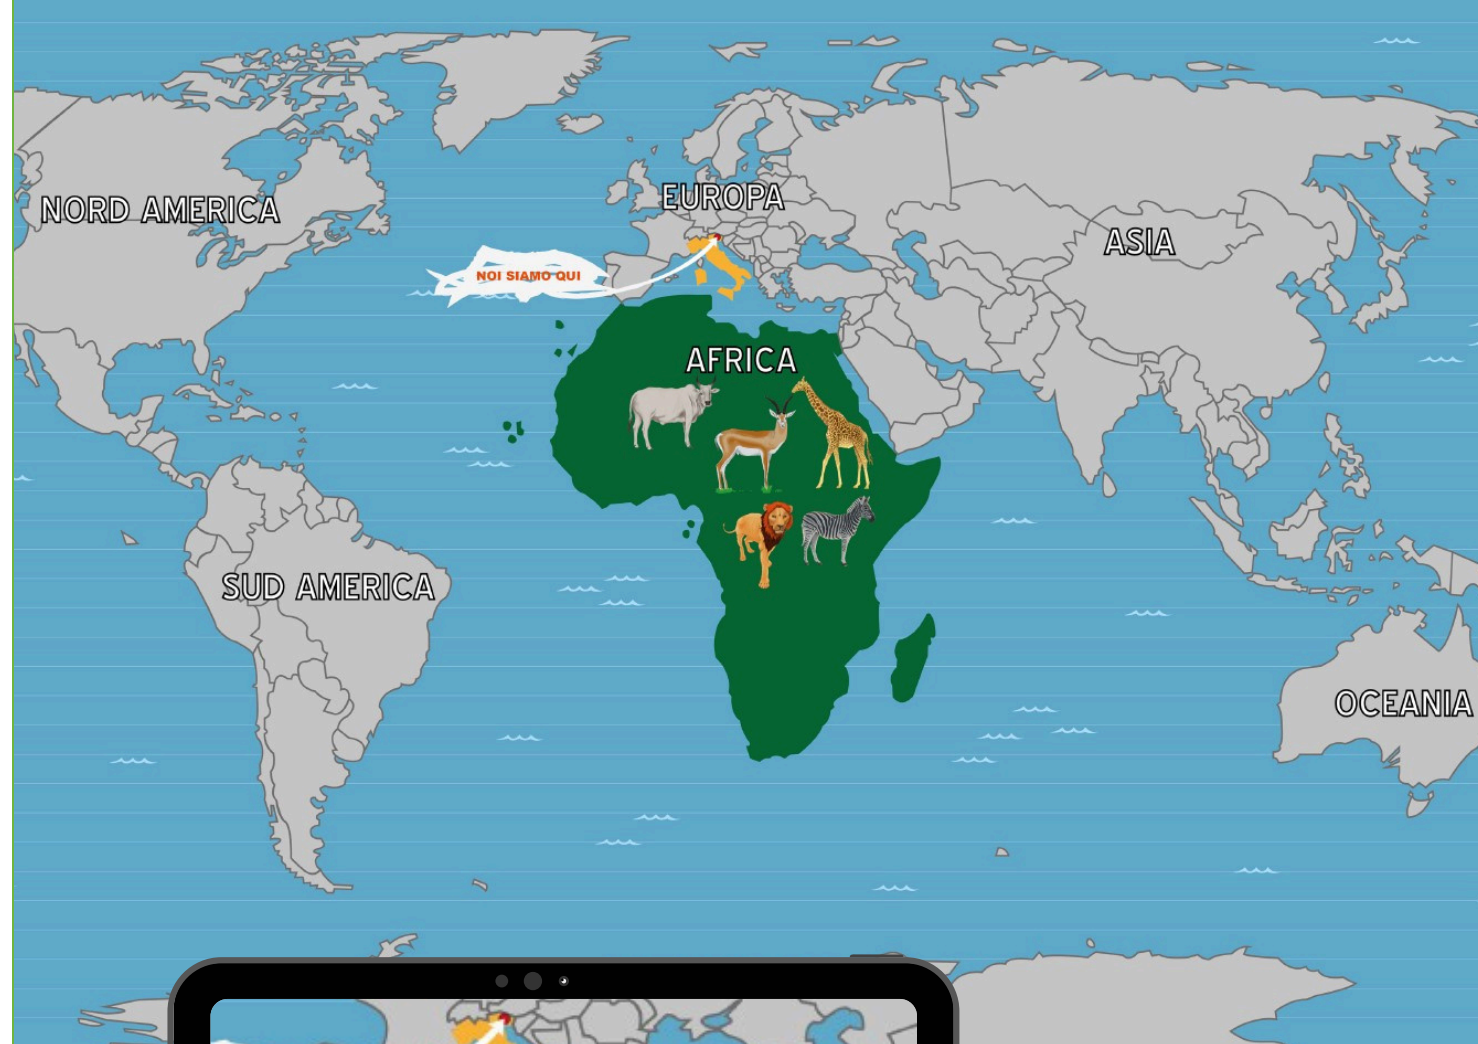 NORD AMERICA
EUROPA
ASIA
NOI SIAMO QUI
AFRICA
SUD AMERICA
OCEANIA